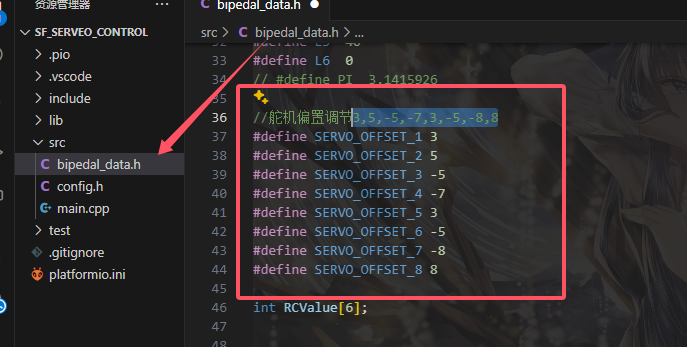 资源管理器
SF_SERVEO_CONTROL
.pio
.vscode
include
lib
src
bipedal_data.h
config.h
main.cpp
test
.gitignore
platformio.ini
bipedal_data.h
src > bipedal_data.h > ...
33 #define L6 0
34 // #define PI 3.1415926
35
36 //舵机偏置调节3,5,-5,-7,3,-5,-8,8
37 #define SERVO_OFFSET_1 3
38 #define SERVO_OFFSET_2 5
39 #define SERVO_OFFSET_3 -5
40 #define SERVO_OFFSET_4 -7
41 #define SERVO_OFFSET_5 3
42 #define SERVO_OFFSET_6 -5
43 #define SERVO_OFFSET_7 -8
44 #define SERVO_OFFSET_8 8
45
46 int RCValue[6];
47